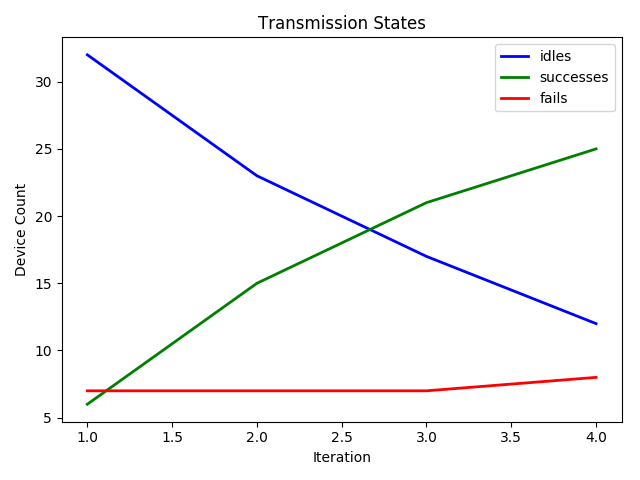 Transmission States
idles
successes
fails
Device Count
30
25
20
15
10
5
1.0 1.5 2.0 2.5 3.0 3.5 4.0
Iteration